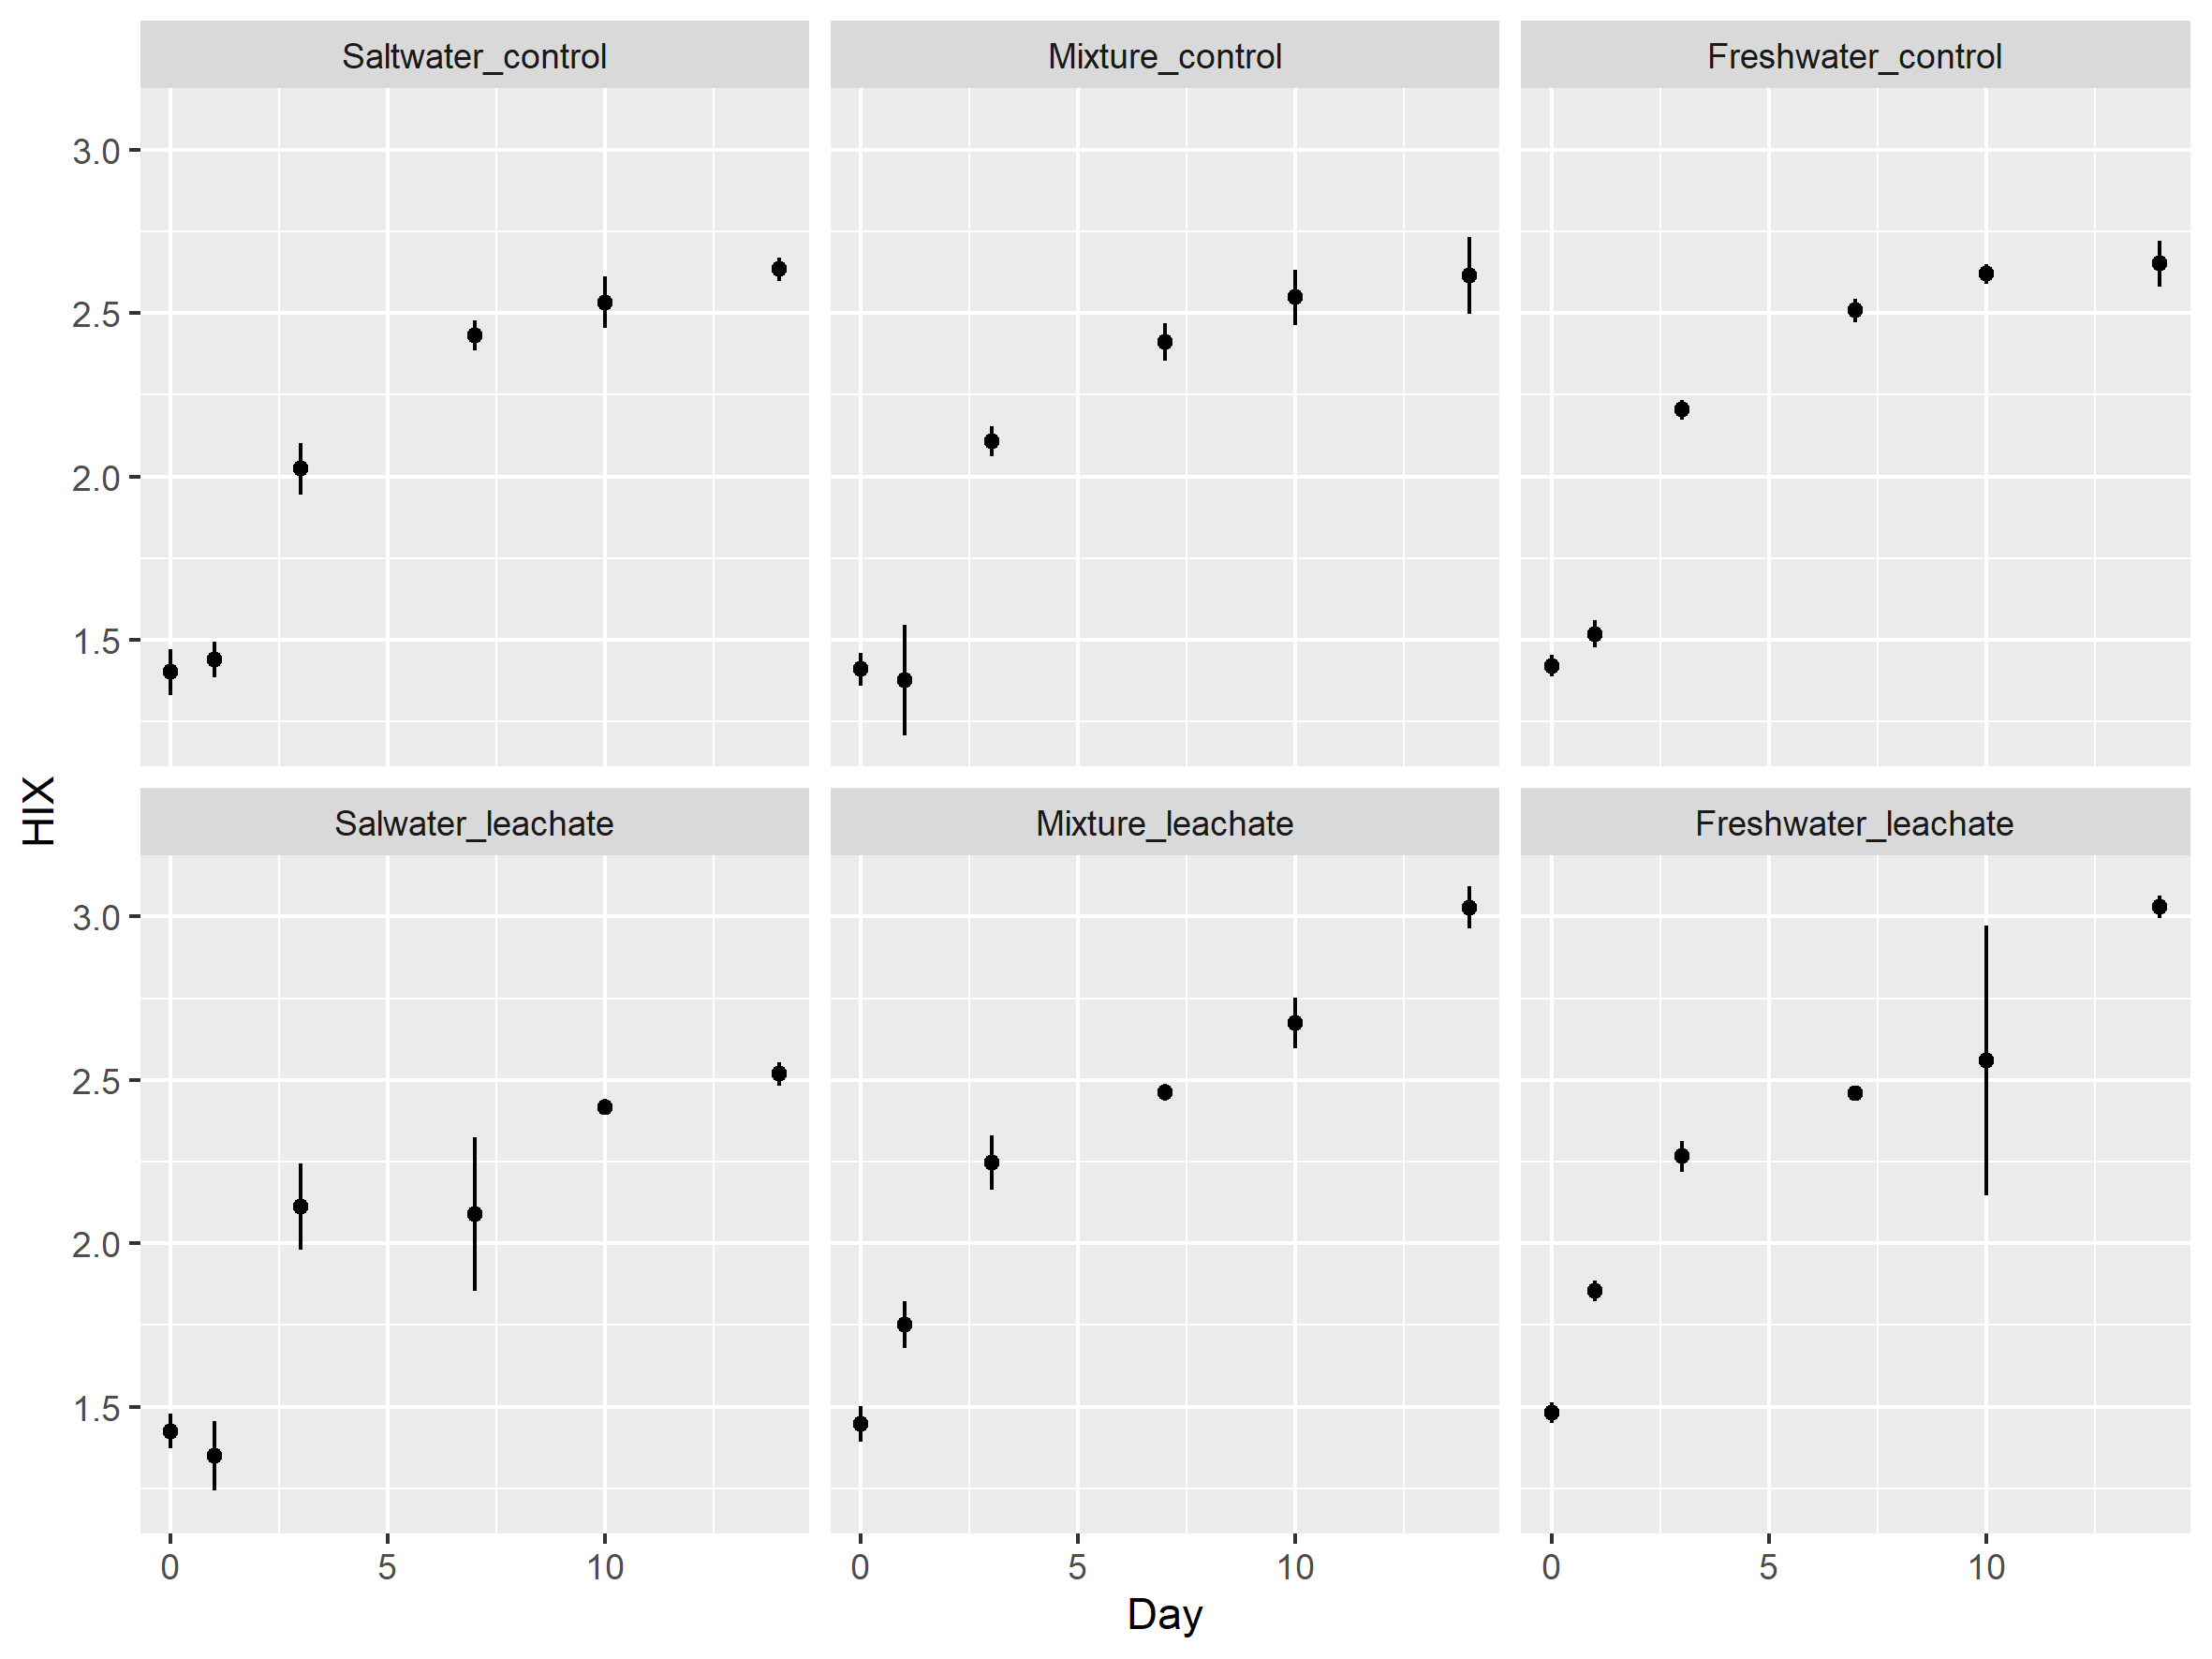 Saltwater_control Mixture_control Freshwater_control
3.0
2.5
2.0
1.5
HIX
Salwater_leachate Mixture_leachate Freshwater_leachate
3.0
2.5
2.0
1.5
0 5 10 0 5 10 0 5 10
Day